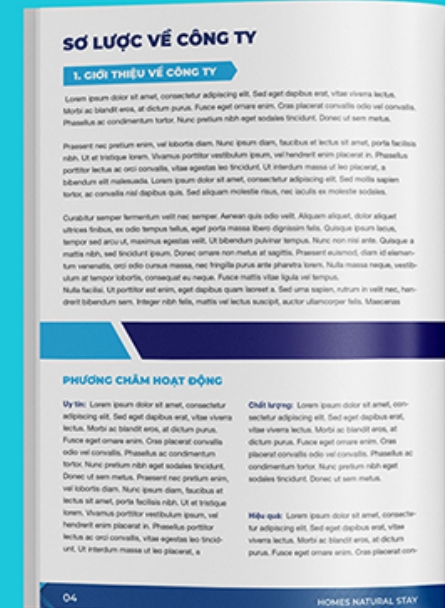 SƠ LƯỢC VỀ CÔNG TY
1. GIỚI THIỆU VỀ CÔNG TY
Lorem ipsum dolor sit amet, consectetur adipiscing elit. Sed eget dapibus erat, vitae viverra lectus.
Morbi ac blandit eros, at dictum purus. Fusce eget ornare enim. Cras placerat convallis odio vel convallis.
Phasellus ac condimentum tortor. Nunc pretium nibh eget sodales tincidunt. Donec ut sem metus.
Praesent nec pretium enim, vel lobortis diam. Nunc ipsum diam, faucibus et lectus sit amet, porta facilisis
nibh. Ut et tristique lorem. Vivamus porttitor vestibulum ipsum, vel hendrerit enim placerat in. Phasellus
porttitor lectus ac orci convallis, vitae egestas leo tincidunt. Ut interdum massa ut leo placerat, a
bibendum elit malesuada. Lorem ipsum dolor sit amet, consectetur adipiscing elit. Sed mollis sapien
tortor, ac convallis nisl dapibus quis. Sed aliquam molestie risus, nec iaculis ex molestie sodales.
Curabitur semper fermentum velit nec semper. Aenean quis odio velit. Aliquam aliquet, dolor aliquet
ultrices finibus, ex odio tempus tellus, eget porta massa libero dignissim felis. Quisque ipsum lacus,
tempor sed arcu ut, maximus egestas velit. Ut bibendum pulvinar tempus. Nunc non nisi ante. Quisque a
mattis nibh, sed tincidunt ipsum. Donec ornare non metus at sagittis. Praesent euismod, diam id elemen-
tum venenatis, orci odio cursus massa, nec fringilla purus ante pharetra lorem. Nulla massa neque, vestib-
ulum at tempor lobortis, consequat eu neque. Fusce mattis vitae ligula vel tempus.
Nulla facilisi. Ut porttitor est enim, eget dapibus quam laoreet a. Sed urna sapien, rutrum in velit nec, hen-
drerit bibendum sem. Integer nibh felis, mattis vel lectus suscipit, auctor ullamcorper felis. Maecenas
PHƯƠNG CHÂM HOẠT ĐỘNG
Uy tín: Lorem ipsum dolor sit amet, consectetur
adipiscing elit. Sed eget dapibus erat, vitae viverra
lectus. Morbi ac blandit eros, at dictum purus.
Fusce eget ornare enim. Cras placerat convallis
odio vel convallis. Phasellus ac condimentum
tortor. Nunc pretium nibh eget sodales tincidunt.
Donec ut sem metus. Praesent nec pretium enim,
vel lobortis diam. Nunc ipsum diam, faucibus et
lectus sit amet, porta facilisis nibh. Ut et tristique
lorem. Vivamus porttitor vestibulum ipsum, vel
hendrerit enim placerat in. Phasellus porttitor
lectus ac orci convallis, vitae egestas leo tincid-
unt. Ut interdum massa ut leo placerat, a
Chất lượng: Lorem ipsum dolor sit amet, con-
sectetur adipiscing elit. Sed eget dapibus erat,
vitae viverra lectus. Morbi ac blandit eros, at
dictum purus. Fusce eget ornare enim. Cras
placerat convallis odio vel convallis. Phasellus ac
condimentum tortor. Nunc pretium nibh eget
sodales tincidunt. Donec ut sem metus.
Hiệu quả: Lorem ipsum dolor sit amet, consecte-
tur adipiscing elit. Sed eget dapibus erat, vitae
viverra lectus. Morbi ac blandit eros, at dictum
purus. Fusce eget ornare enim. Cras placerat con-
04
HOMES NATURAL STAY